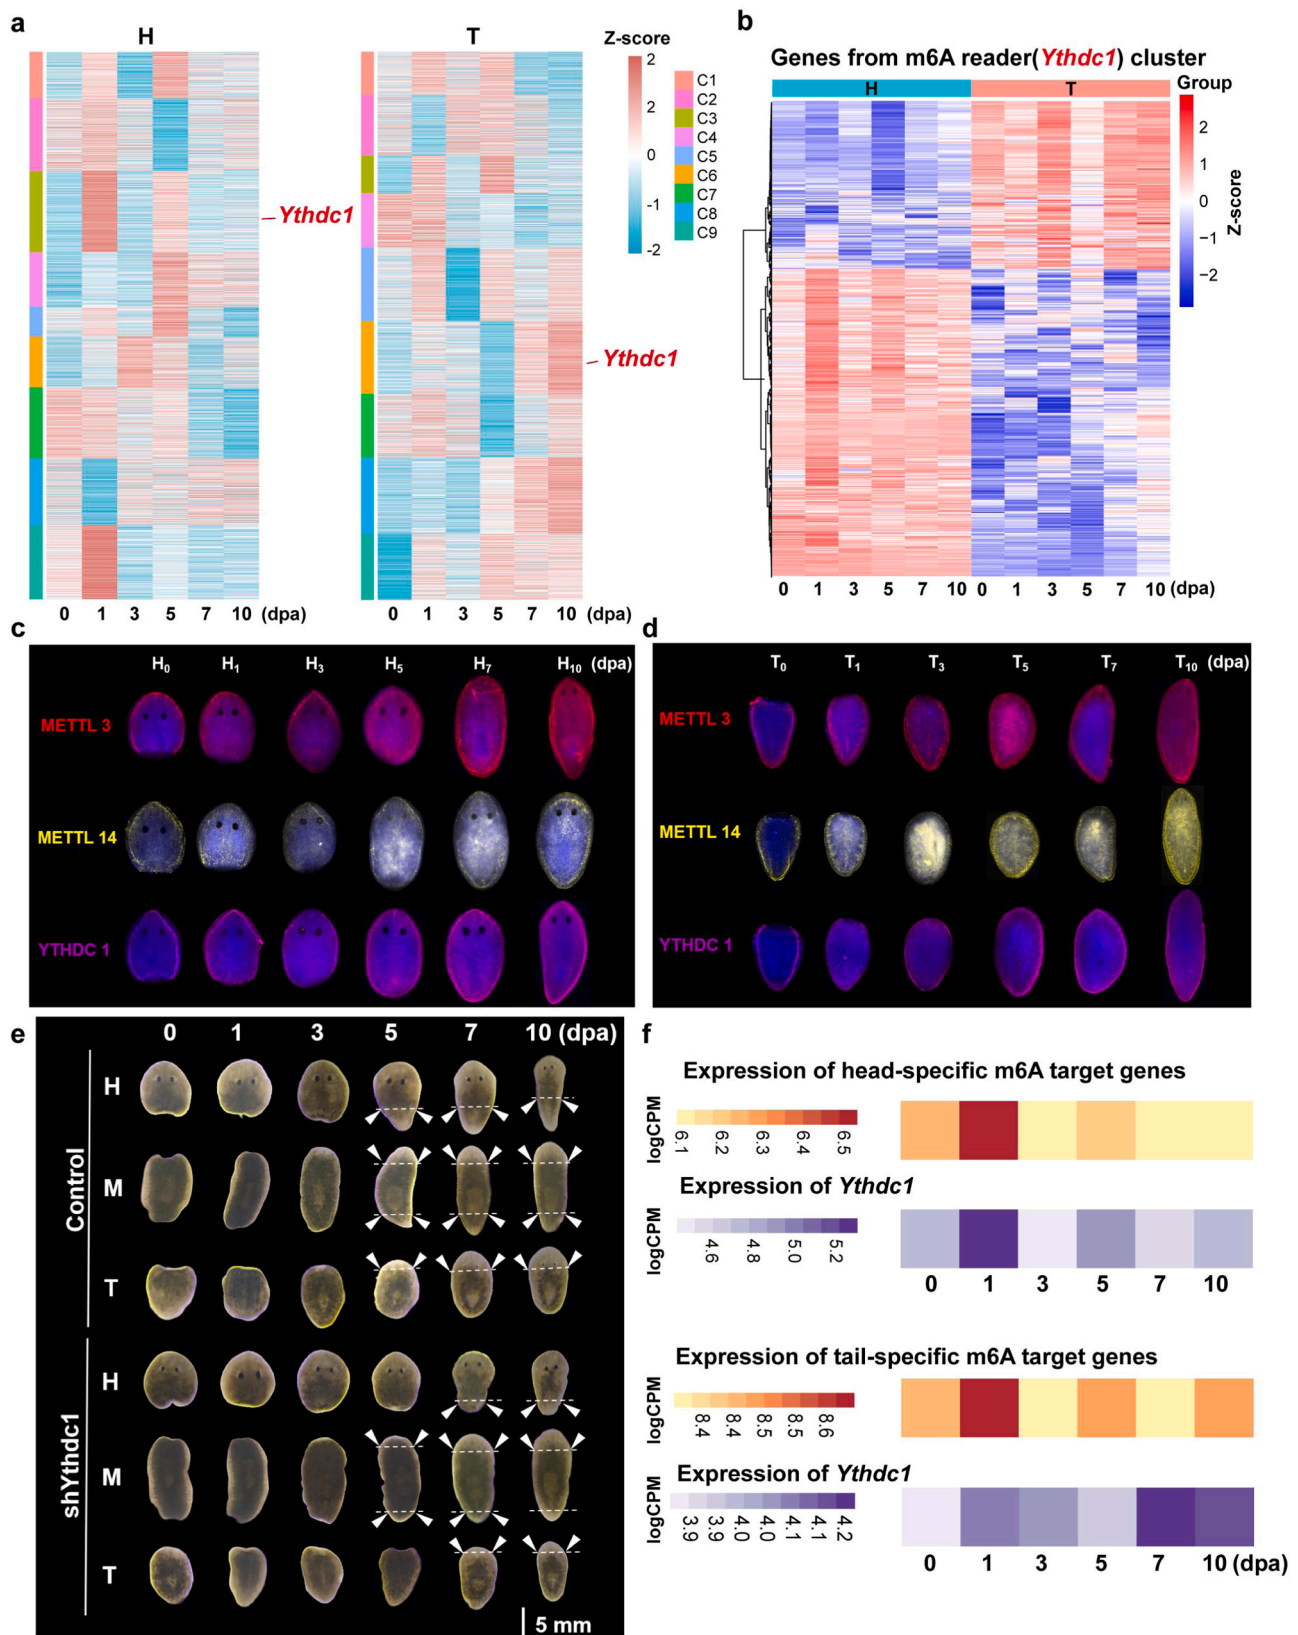 a
H
T
Z-score
2
2
0
-1
-2
C1
C2
C3
C4
C5
C6
C7
C8
C9
Ythdc1
Ythdc1
0 1 3 5 7 10 (dpa)
0 1 3 5 7 10 (dpa)
b
Genes from m6A reader(Ythdc1) cluster
H
T
Group
2
1
0
−1
−2
Z-score
0 1 3 5 7 10 0 1 3 5 7 10 (dpa)
c
H0 H1 H3 H5 H7 H10 (dpa)
METTL 3
METTL 14
YTHDC 1
d
T0 T1 T3 T5 T7 T10 (dpa)
METTL 3
METTL 14
YTHDC 1
e
0 1 3 5 7 10 (dpa)
Control
H
M
T
shYthdc1
H
M
T
5 mm
f
Expression of head-specific m6A target genes
logCPM
6.1 6.2 6.3 6.4 6.5
Expression of Ythdc1
logCPM
4.6 4.8 5.0 5.2
0 1 3 5 7 10
Expression of tail-specific m6A target genes
logCPM
8.4 8.4 8.5 8.5 8.6
Expression of Ythdc1
logCPM
3.9 3.9 4.0 4.0 4.1 4.1 4.2
0 1 3 5 7 10 (dpa)